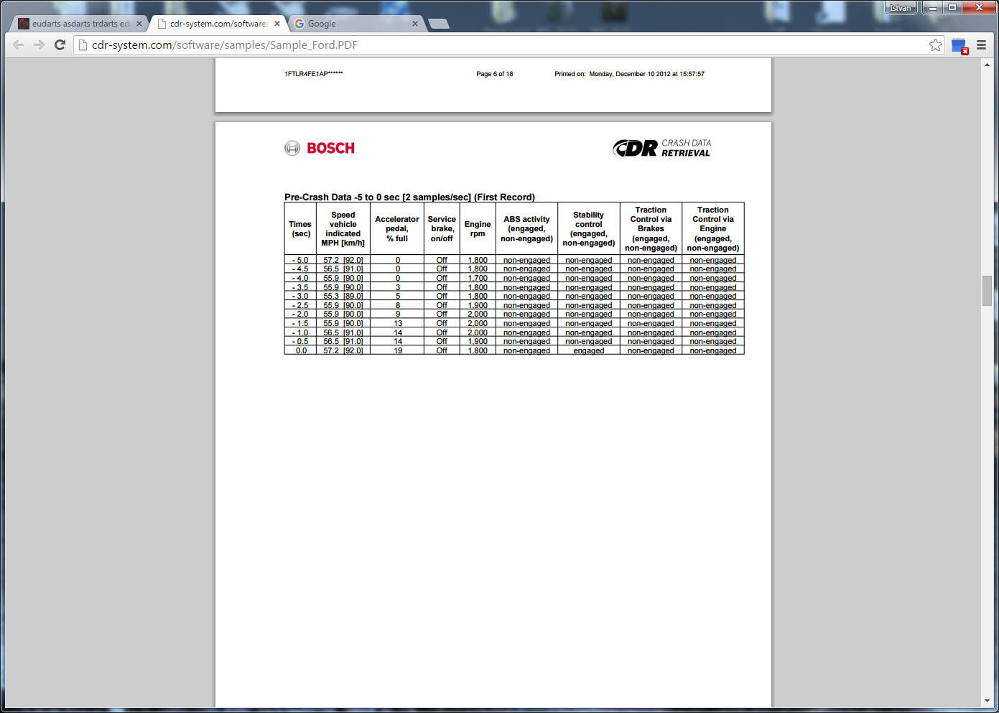 Istvan
eudarts asdarts trdarts ed
cdr-system.com/software/
Google
cdr-system.com/software/samples/Sample_Ford.PDF
1FTLR4FE1AP****** Page 6 of 18 Printed on: Monday, December 10 2012 at 15:57:57
BOSCH
CDR CRASH DATA
RETRIEVAL
Pre-Crash Data -5 to 0 sec [2 samples/sec] (First Record)
Times (sec) Speed vehicle indicated MPH [km/h] Accelerator pedal, % full Service brake, on/off Engine rpm ABS activity (engaged, non-engaged) Stability control (engaged, non-engaged) Traction Control via Brakes (engaged, non-engaged) Traction Control via Engine (engaged, non-engaged)
- 5.0 57.2 [92.0] 0 Off 1,800 non-engaged non-engaged non-engaged non-engaged
- 4.5 56.5 [91.0] 0 Off 1,800 non-engaged non-engaged non-engaged non-engaged
- 4.0 55.9 [90.0] 0 Off 1,700 non-engaged non-engaged non-engaged non-engaged
- 3.5 55.9 [90.0] 3 Off 1,800 non-engaged non-engaged non-engaged non-engaged
- 3.0 55.3 [89.0] 5 Off 1,800 non-engaged non-engaged non-engaged non-engaged
- 2.5 55.9 [90.0] 8 Off 1,900 non-engaged non-engaged non-engaged non-engaged
- 2.0 55.9 [90.0] 9 Off 2,000 non-engaged non-engaged non-engaged non-engaged
- 1.5 55.9 [90.0] 13 Off 2,000 non-engaged non-engaged non-engaged non-engaged
- 1.0 56.5 [91.0] 14 Off 2,000 non-engaged non-engaged non-engaged non-engaged
- 0.5 56.5 [91.0] 14 Off 1,900 non-engaged non-engaged non-engaged non-engaged
0.0 57.2 [92.0] 19 Off 1,800 non-engaged engaged non-engaged non-engaged